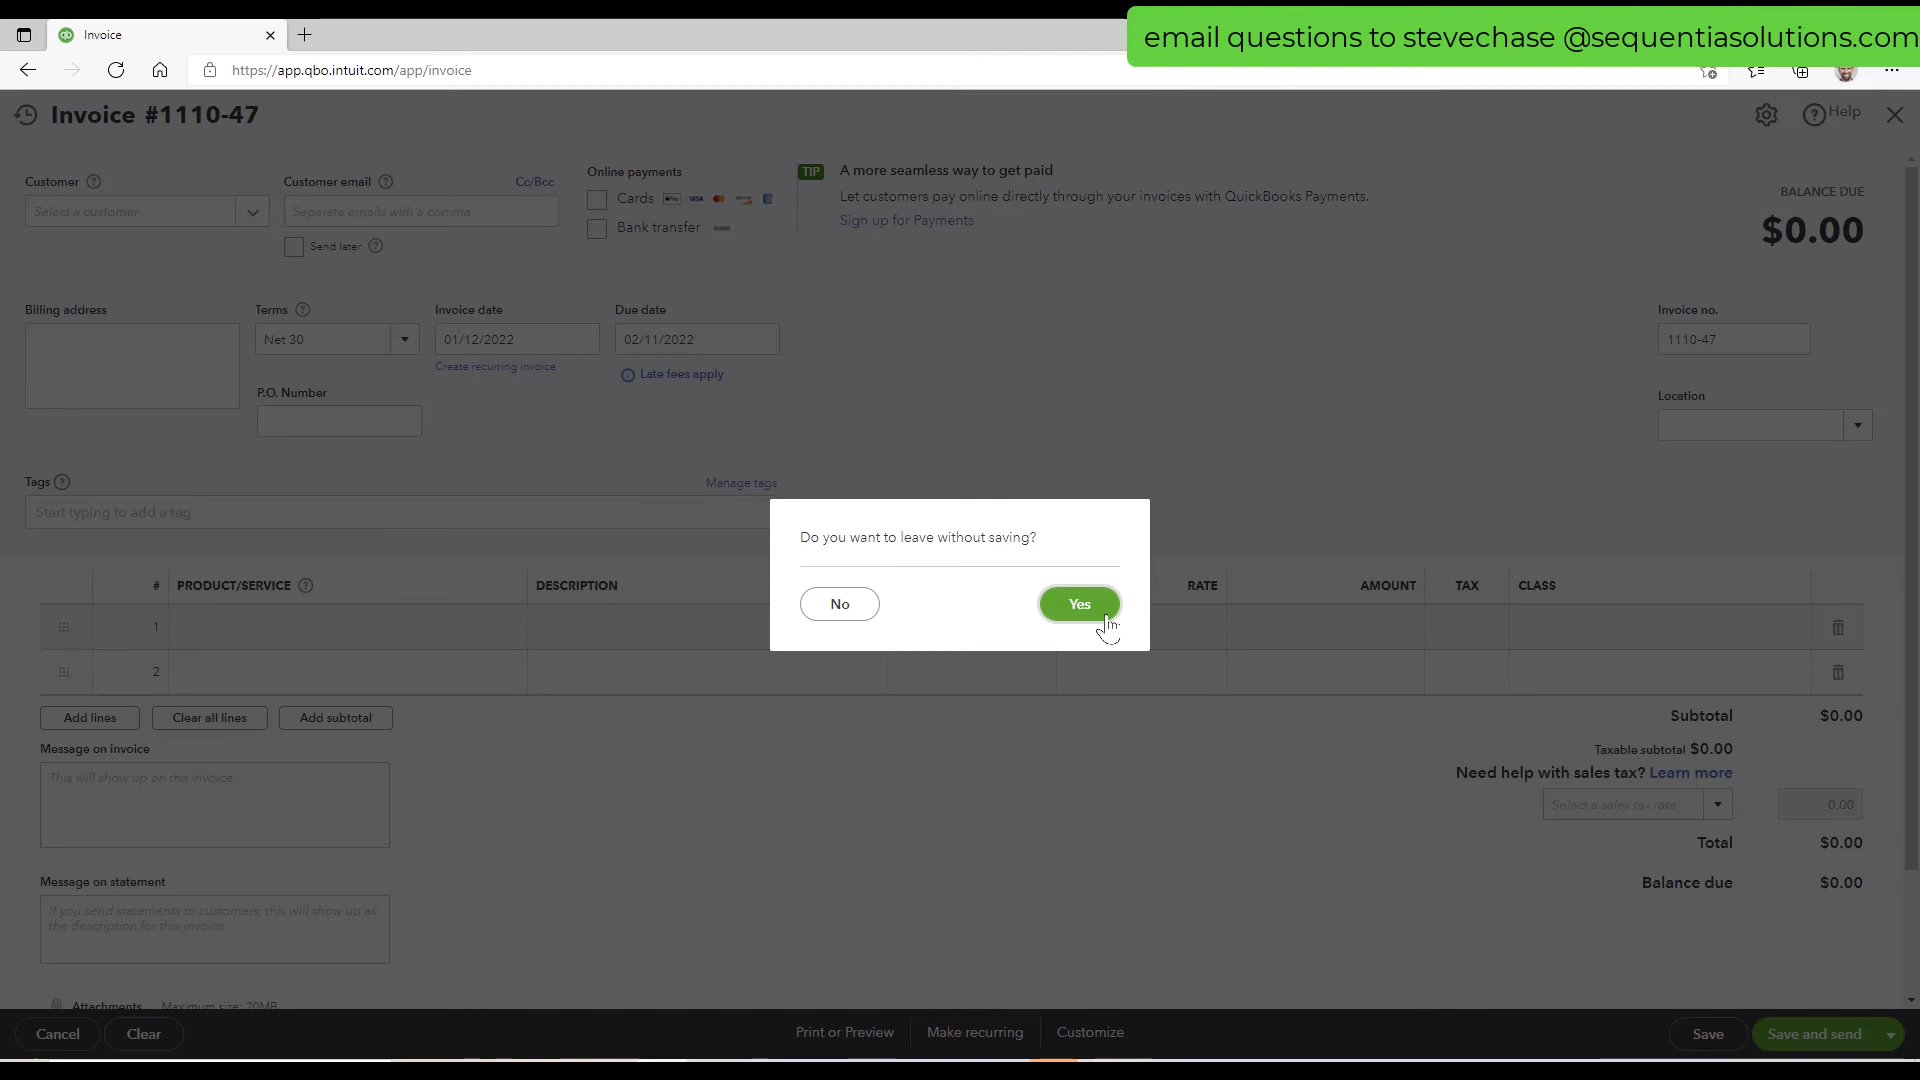 Invoice
email questions to stevechase @sequentiasolutions.com
https://app.qbo.intuit.com/app/invoice
Invoice #1110-47
Help
Customer
Customer email
Cc/Bcc
Select a customer
Separate emails with a comma
Send later
Online payments
Cards
VISA
Bank transfer
TIP
A more seamless way to get paid
Let customers pay online directly through your invoices with QuickBooks Payments.
Sign up for Payments
BALANCE DUE
$0.00
Billing address
Terms
Net 30
Invoice date
01/12/2022
Create recurring invoice
Due date
02/11/2022
Late fees apply
P.O. Number
Invoice no.
1110-47
Location
Tags
Manage tags
Start typing to add a tag
Do you want to leave without saving?
No
Yes
# PRODUCT/SERVICE DESCRIPTION RATE AMOUNT TAX CLASS
1
2
Add lines
Clear all lines
Add subtotal
Subtotal $0.00
Taxable subtotal $0.00
Need help with sales tax? Learn more
Select a sales tax rate
0.00
Total $0.00
Balance due $0.00
Message on invoice
This will show up on the invoice.
Message on statement
If you send statements to customers, this will show up as
the description for this invoice.
Attachments Maximum size: 20MB
Cancel
Clear
Print or Preview
Make recurring
Customize
Save
Save and send